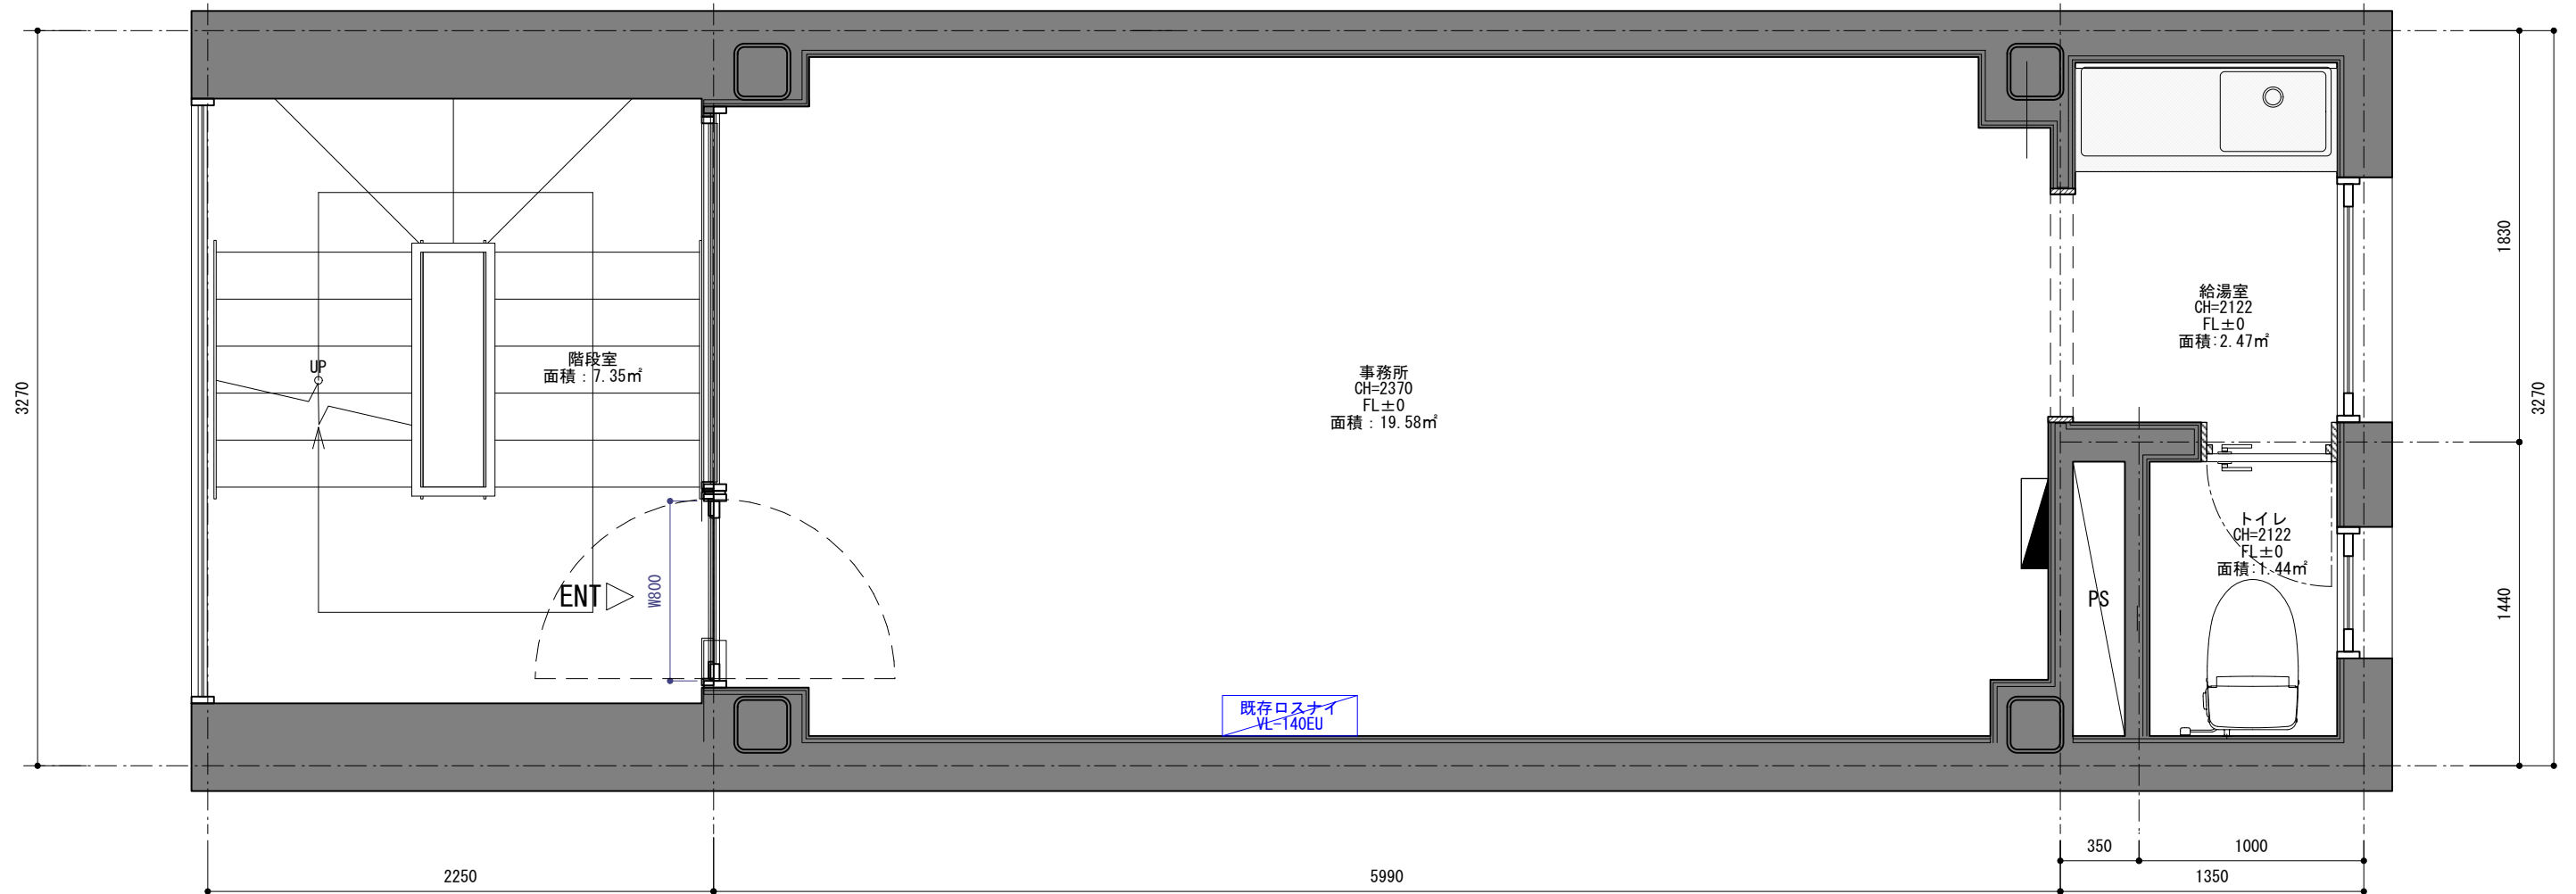 3270
UP
階段室
面積：7.35㎡
ENT
W800
事務所
CH=2370
FL±0
面積：19.58㎡
既存ロスナイ
VL-140EU
給湯室
CH=2122
FL±0
面積:2.47㎡
PS
トイレ
CH=2122
FL±0
面積:1.44㎡
1830
1440
3270
350
1000
2250
5990
1350